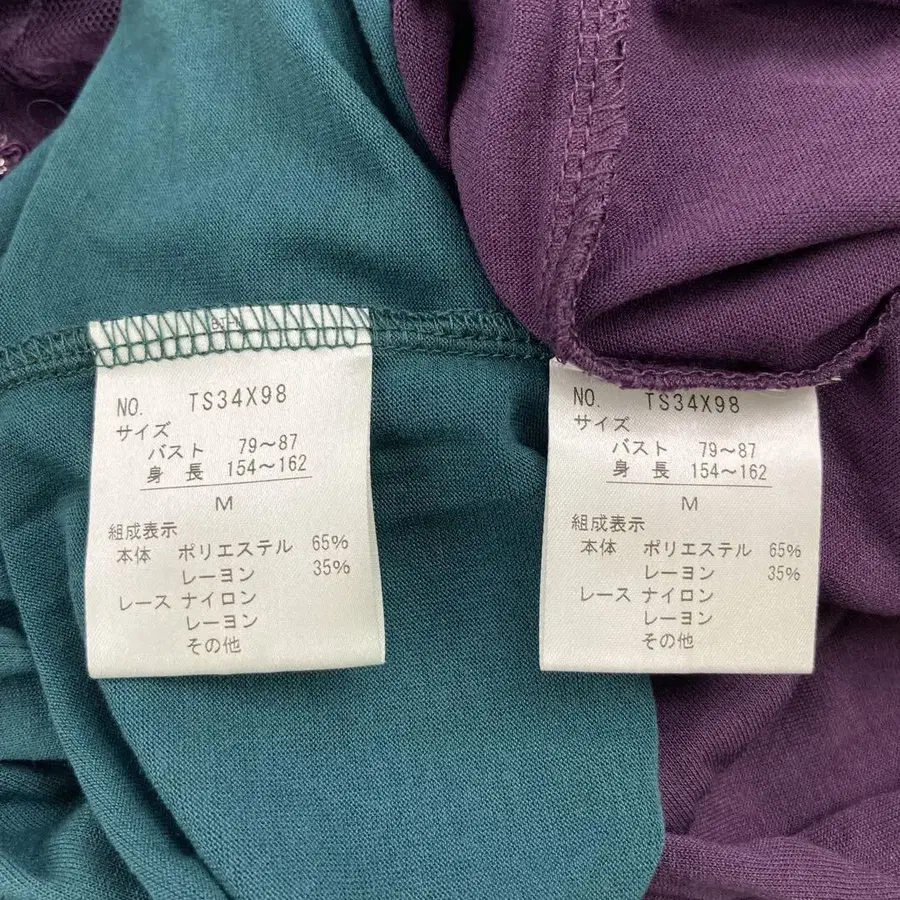 NO. TS34X98
サイズ
バスト 79～87
身長 154～162
M
組成表示
本体 ポリエステル 65%
レーヨン 35%
レース ナイロン
レーヨン
その他
NO. TS34X98
サイズ
バスト 79～87
身長 154～162
M
組成表示
本体 ポリエステル 65%
レーヨン 35%
レース ナイロン
レーヨン
その他